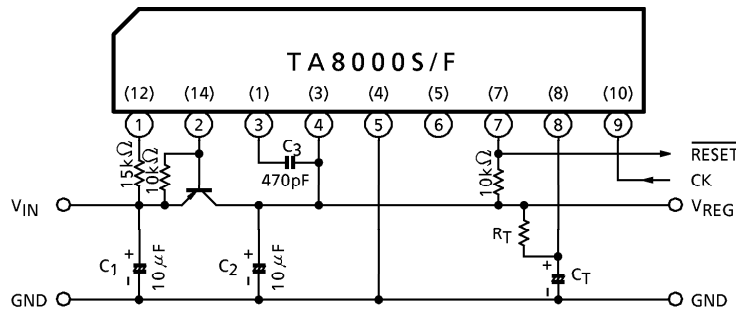 TA8000S/F
(12) (14) (1) (3) (4) (5) (7) (8) (10)
1 2 3 4 5 6 7 8 9
15kΩ
10kΩ
C3
470pF
10kΩ
RESET
CK
VIN
VREG
RT
C1
+
-
10μF
C2
+
-
10μF
+
-
CT
GND
GND